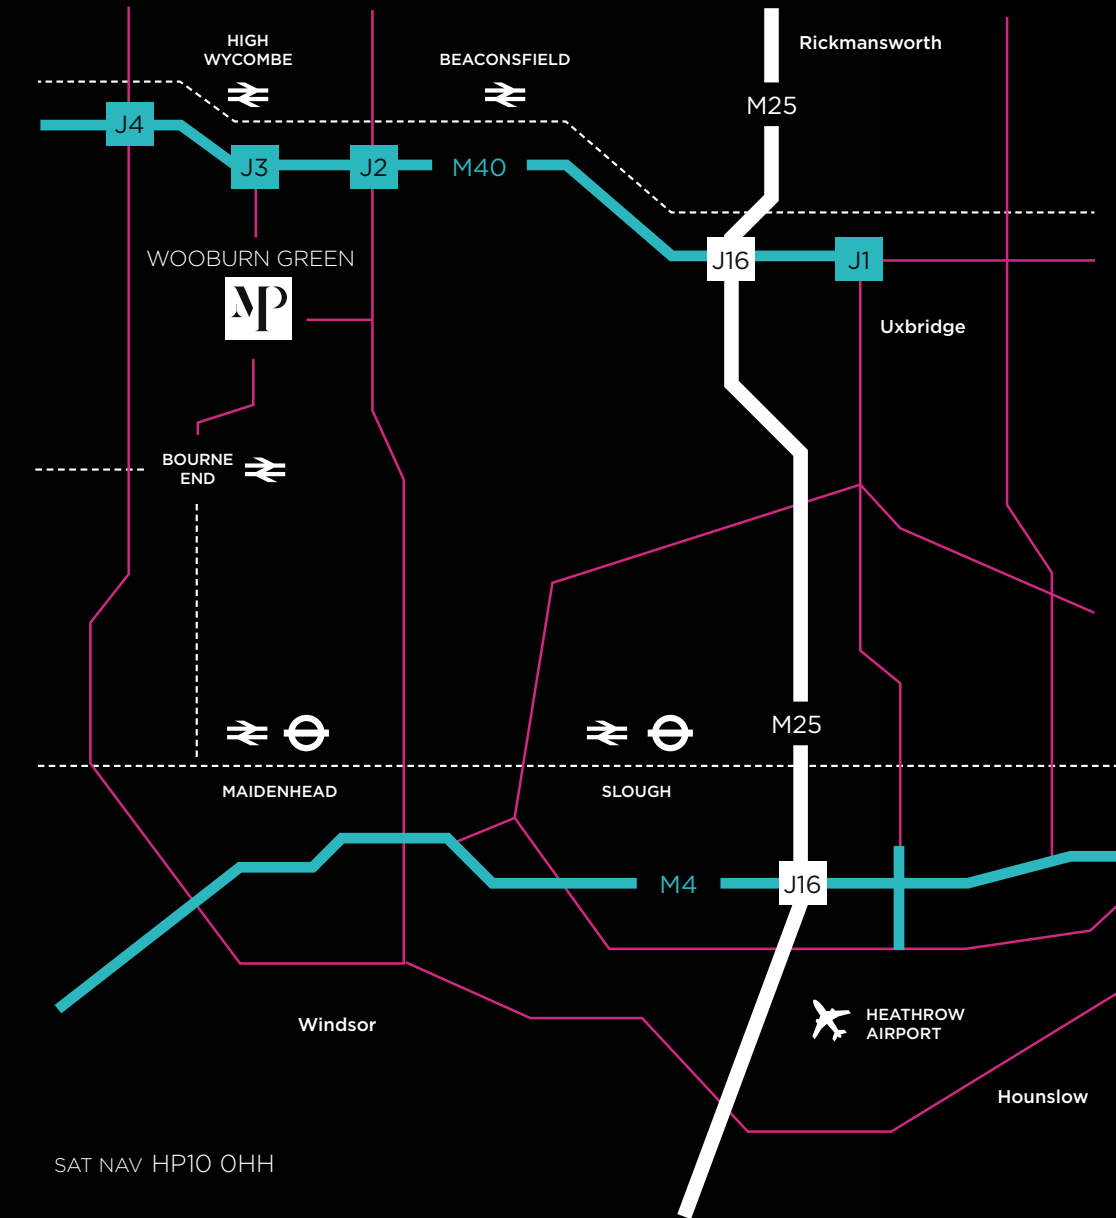 HIGH
WYCOMBE
BEACONSFIELD
Rickmansworth
M25
J4
J3
J2
M40
WOOBURN GREEN
MP
J16
J1
Uxbridge
BOURNE
END
M25
MAIDENHEAD
SLOUGH
M4
J16
Windsor
HEATHROW
AIRPORT
Hounslow
SAT NAV HP10 0HH